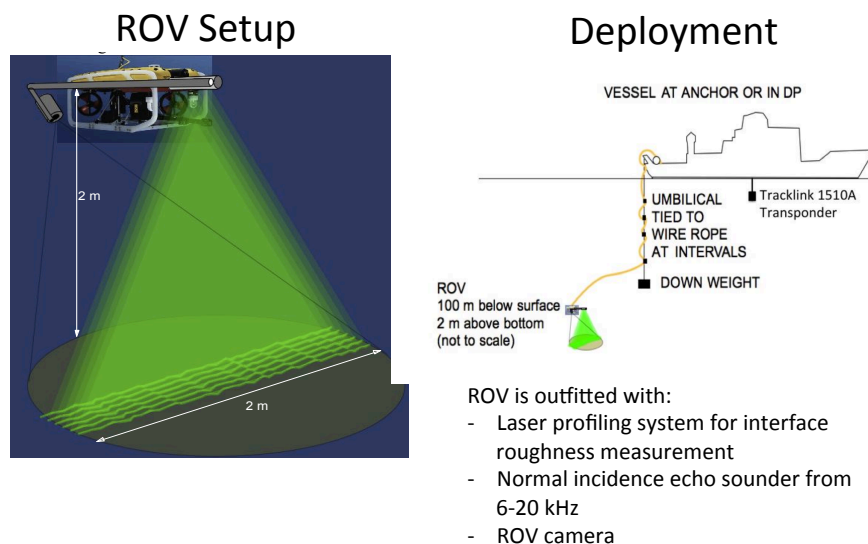 ROV Setup
2 m
2 m
Deployment
VESSEL AT ANCHOR OR IN DP
Tracklink 1510A
Transponder
UMBILICAL
TIED TO
WIRE ROPE
AT INTERVALS
DOWN WEIGHT
ROV
100 m below surface
2 m above bottom
(not to scale)
ROV is outfitted with:
- Laser profiling system for interface
roughness measurement
- Normal incidence echo sounder from
6-20 kHz
- ROV camera